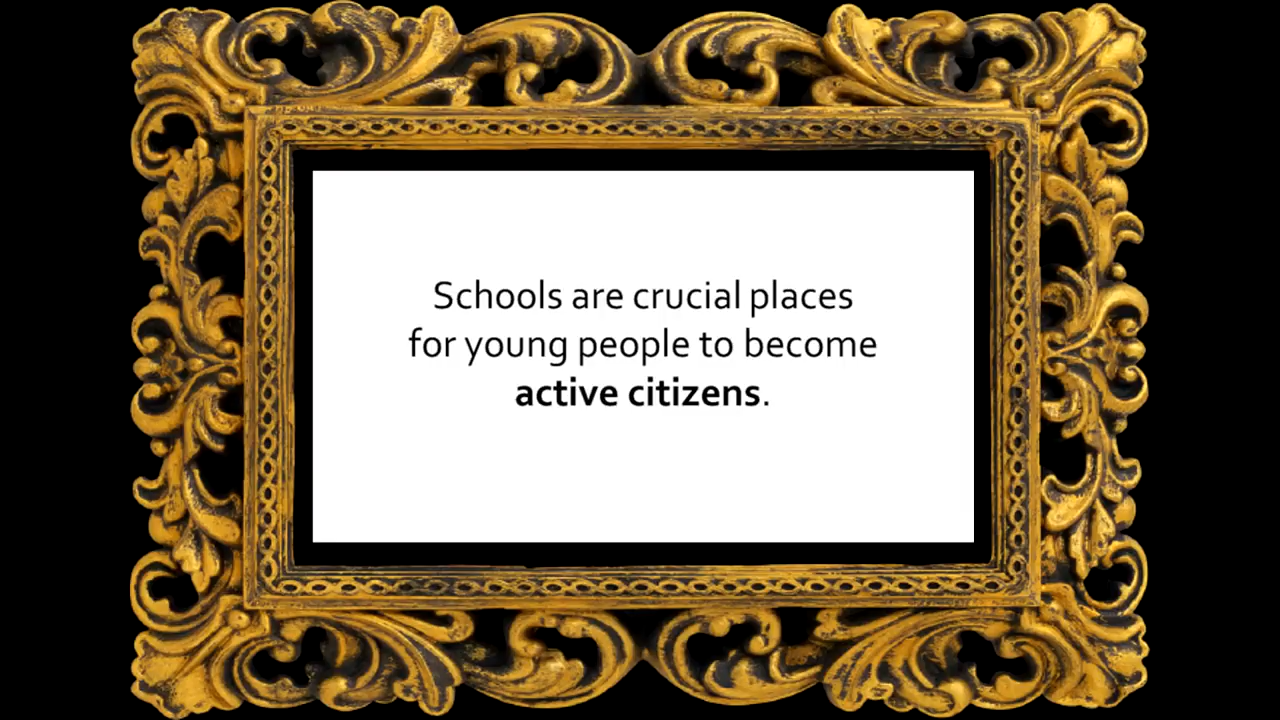 Schools are crucial places
for young people to become
active citizens.